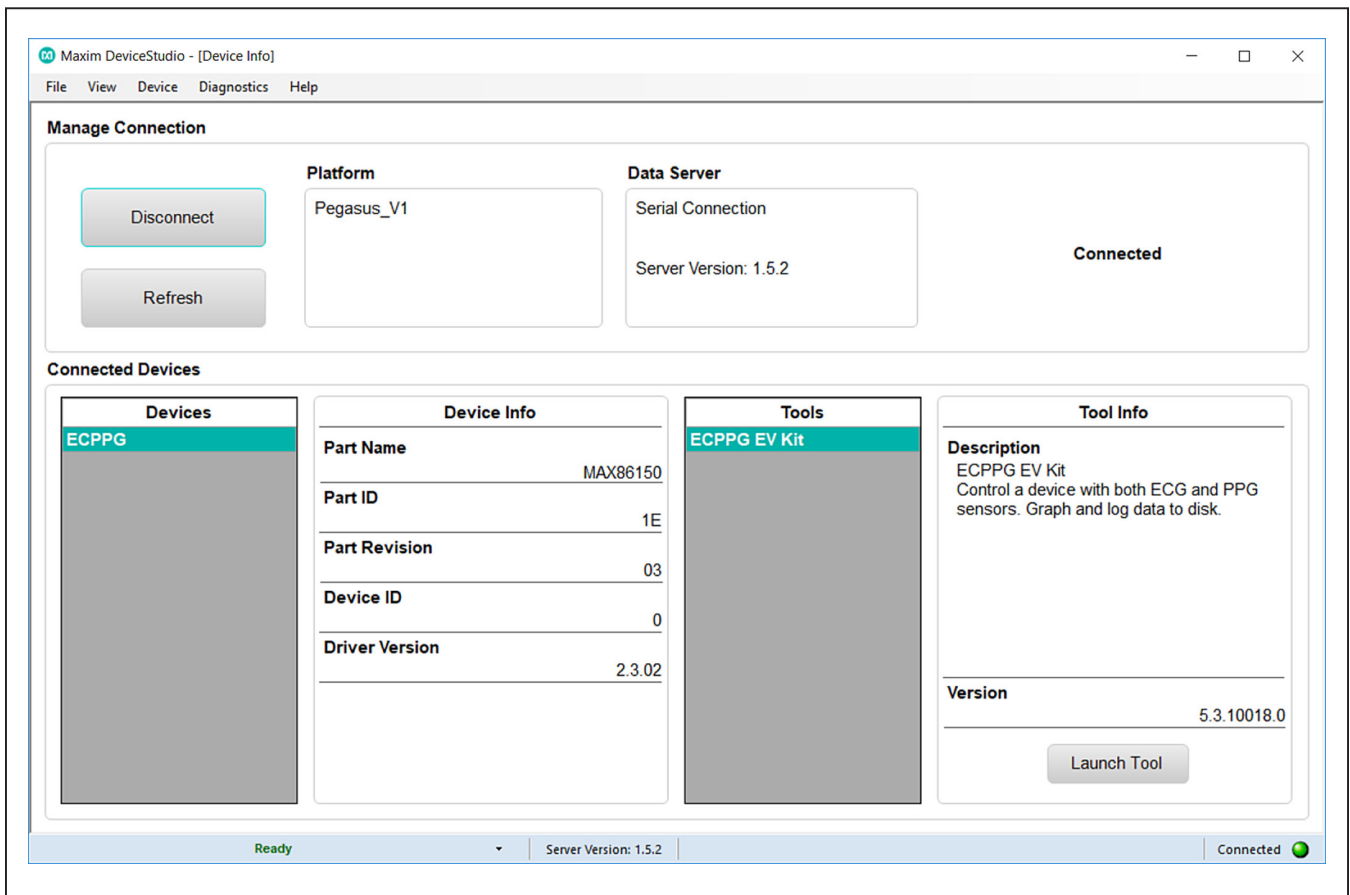 Maxim DeviceStudio - [Device Info]
File View Device Diagnostics Help
Manage Connection
Disconnect
Refresh
Platform
Pegasus_V1
Data Server
Serial Connection
Server Version: 1.5.2
Connected
Connected Devices
Devices
ECPPG
Device Info
Part Name
MAX86150
Part ID
1E
Part Revision
03
Device ID
0
Driver Version
2.3.02
Tools
ECPPG EV Kit
Tool Info
Description
ECPPG EV Kit
Control a device with both ECG and PPG
sensors. Graph and log data to disk.
Version
5.3.10018.0
Launch Tool
Ready
Server Version: 1.5.2
Connected